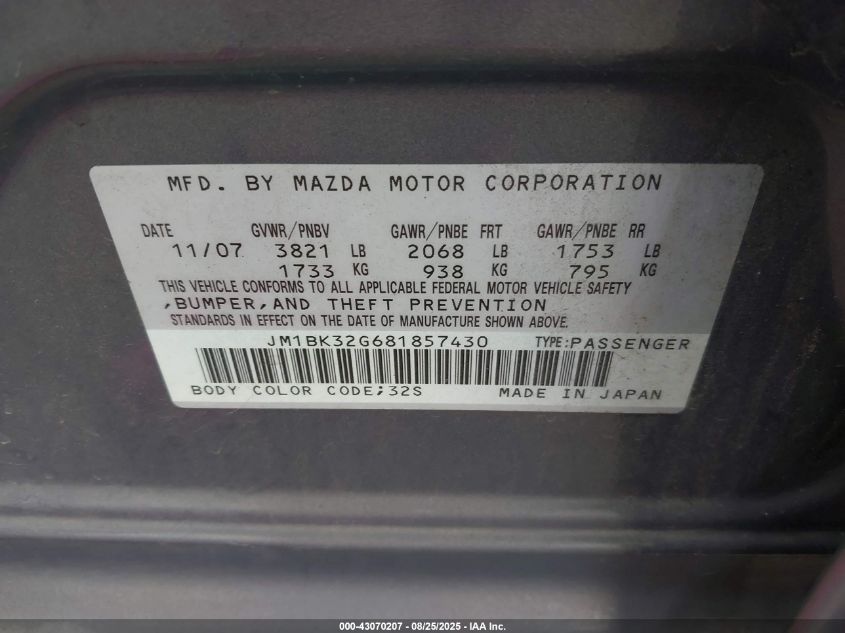 MFD. BY MAZDA MOTOR CORPORATION
DATE GVWR/PNBV GAWR/PNBE FRT GAWR/PNBE RR
11/07 3821 LB 2068 LB 1753 LB
1733 KG 938 KG 795 KG
THIS VEHICLE CONFORMS TO ALL APPLICABLE FEDERAL MOTOR VEHICLE SAFETY
,BUMPER,AND THEFT PREVENTION
STANDARDS IN EFFECT ON THE DATE OF MANUFACTURE SHOWN ABOVE.
JM1BK32G681857430 TYPE:PASSENGER
BODY COLOR CODE;32S MADE IN JAPAN
000-43070207 - 08/25/2025 - IAA Inc.